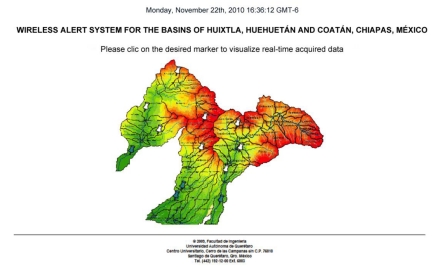 Monday, November 22th, 2010 16:36:12 GMT-6
WIRELESS ALERT SYSTEM FOR THE BASINS OF HUIXTLA, HUEHUETÁN AND COATÁN, CHIAPAS, MÉXICO
Please clic on the desired marker to visualize real-time acquired data
© 2005, Facultad de Ingeniería
Universidad Autónoma de Querétaro
Centro Universitario, Cerro de las Campanas s/n C.P. 76010
Santiago de Querétaro, Qro. México
Tel. (442) 192-12-00 Ext. 6003